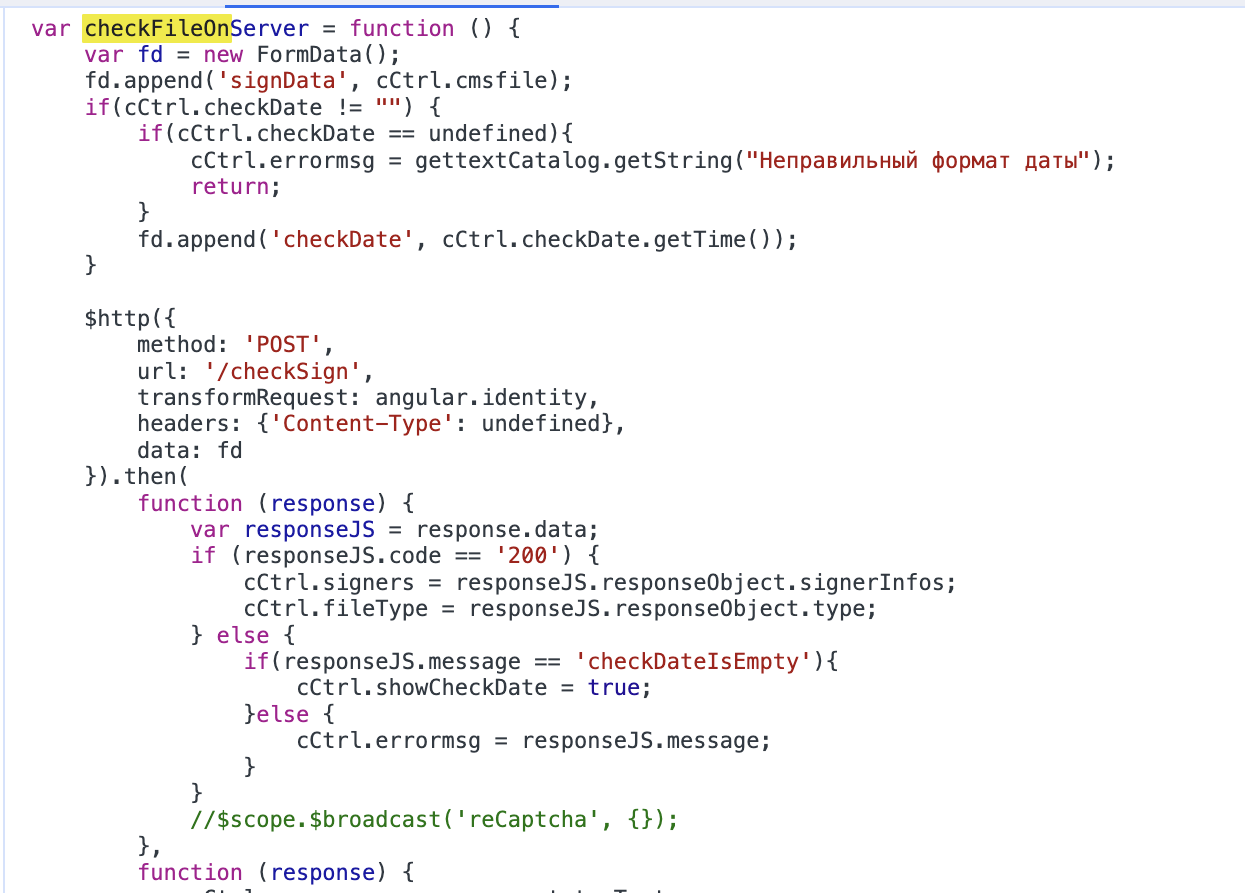 var checkFileOnServer = function () {
    var fd = new FormData();
    fd.append('signData', cCtrl.cmsfile);
    if(cCtrl.checkDate != "") {
        if(cCtrl.checkDate == undefined){
            cCtrl.errormsg = gettextCatalog.getString("Неправильный формат даты");
            return;
        }
        fd.append('checkDate', cCtrl.checkDate.getTime());
    }

    $http({
        method: 'POST',
        url: '/checkSign',
        transformRequest: angular.identity,
        headers: {'Content-Type': undefined},
        data: fd
    }).then(
        function (response) {
            var responseJS = response.data;
            if (responseJS.code == '200') {
                cCtrl.signers = responseJS.responseObject.signerInfos;
                cCtrl.fileType = responseJS.responseObject.type;
            } else {
                if(responseJS.message == 'checkDateIsEmpty'){
                    cCtrl.showCheckDate = true;
                }else {
                    cCtrl.errormsg = responseJS.message;
                }
            }
            //$scope.$broadcast('reCaptcha', {});
        },
        function (response) {